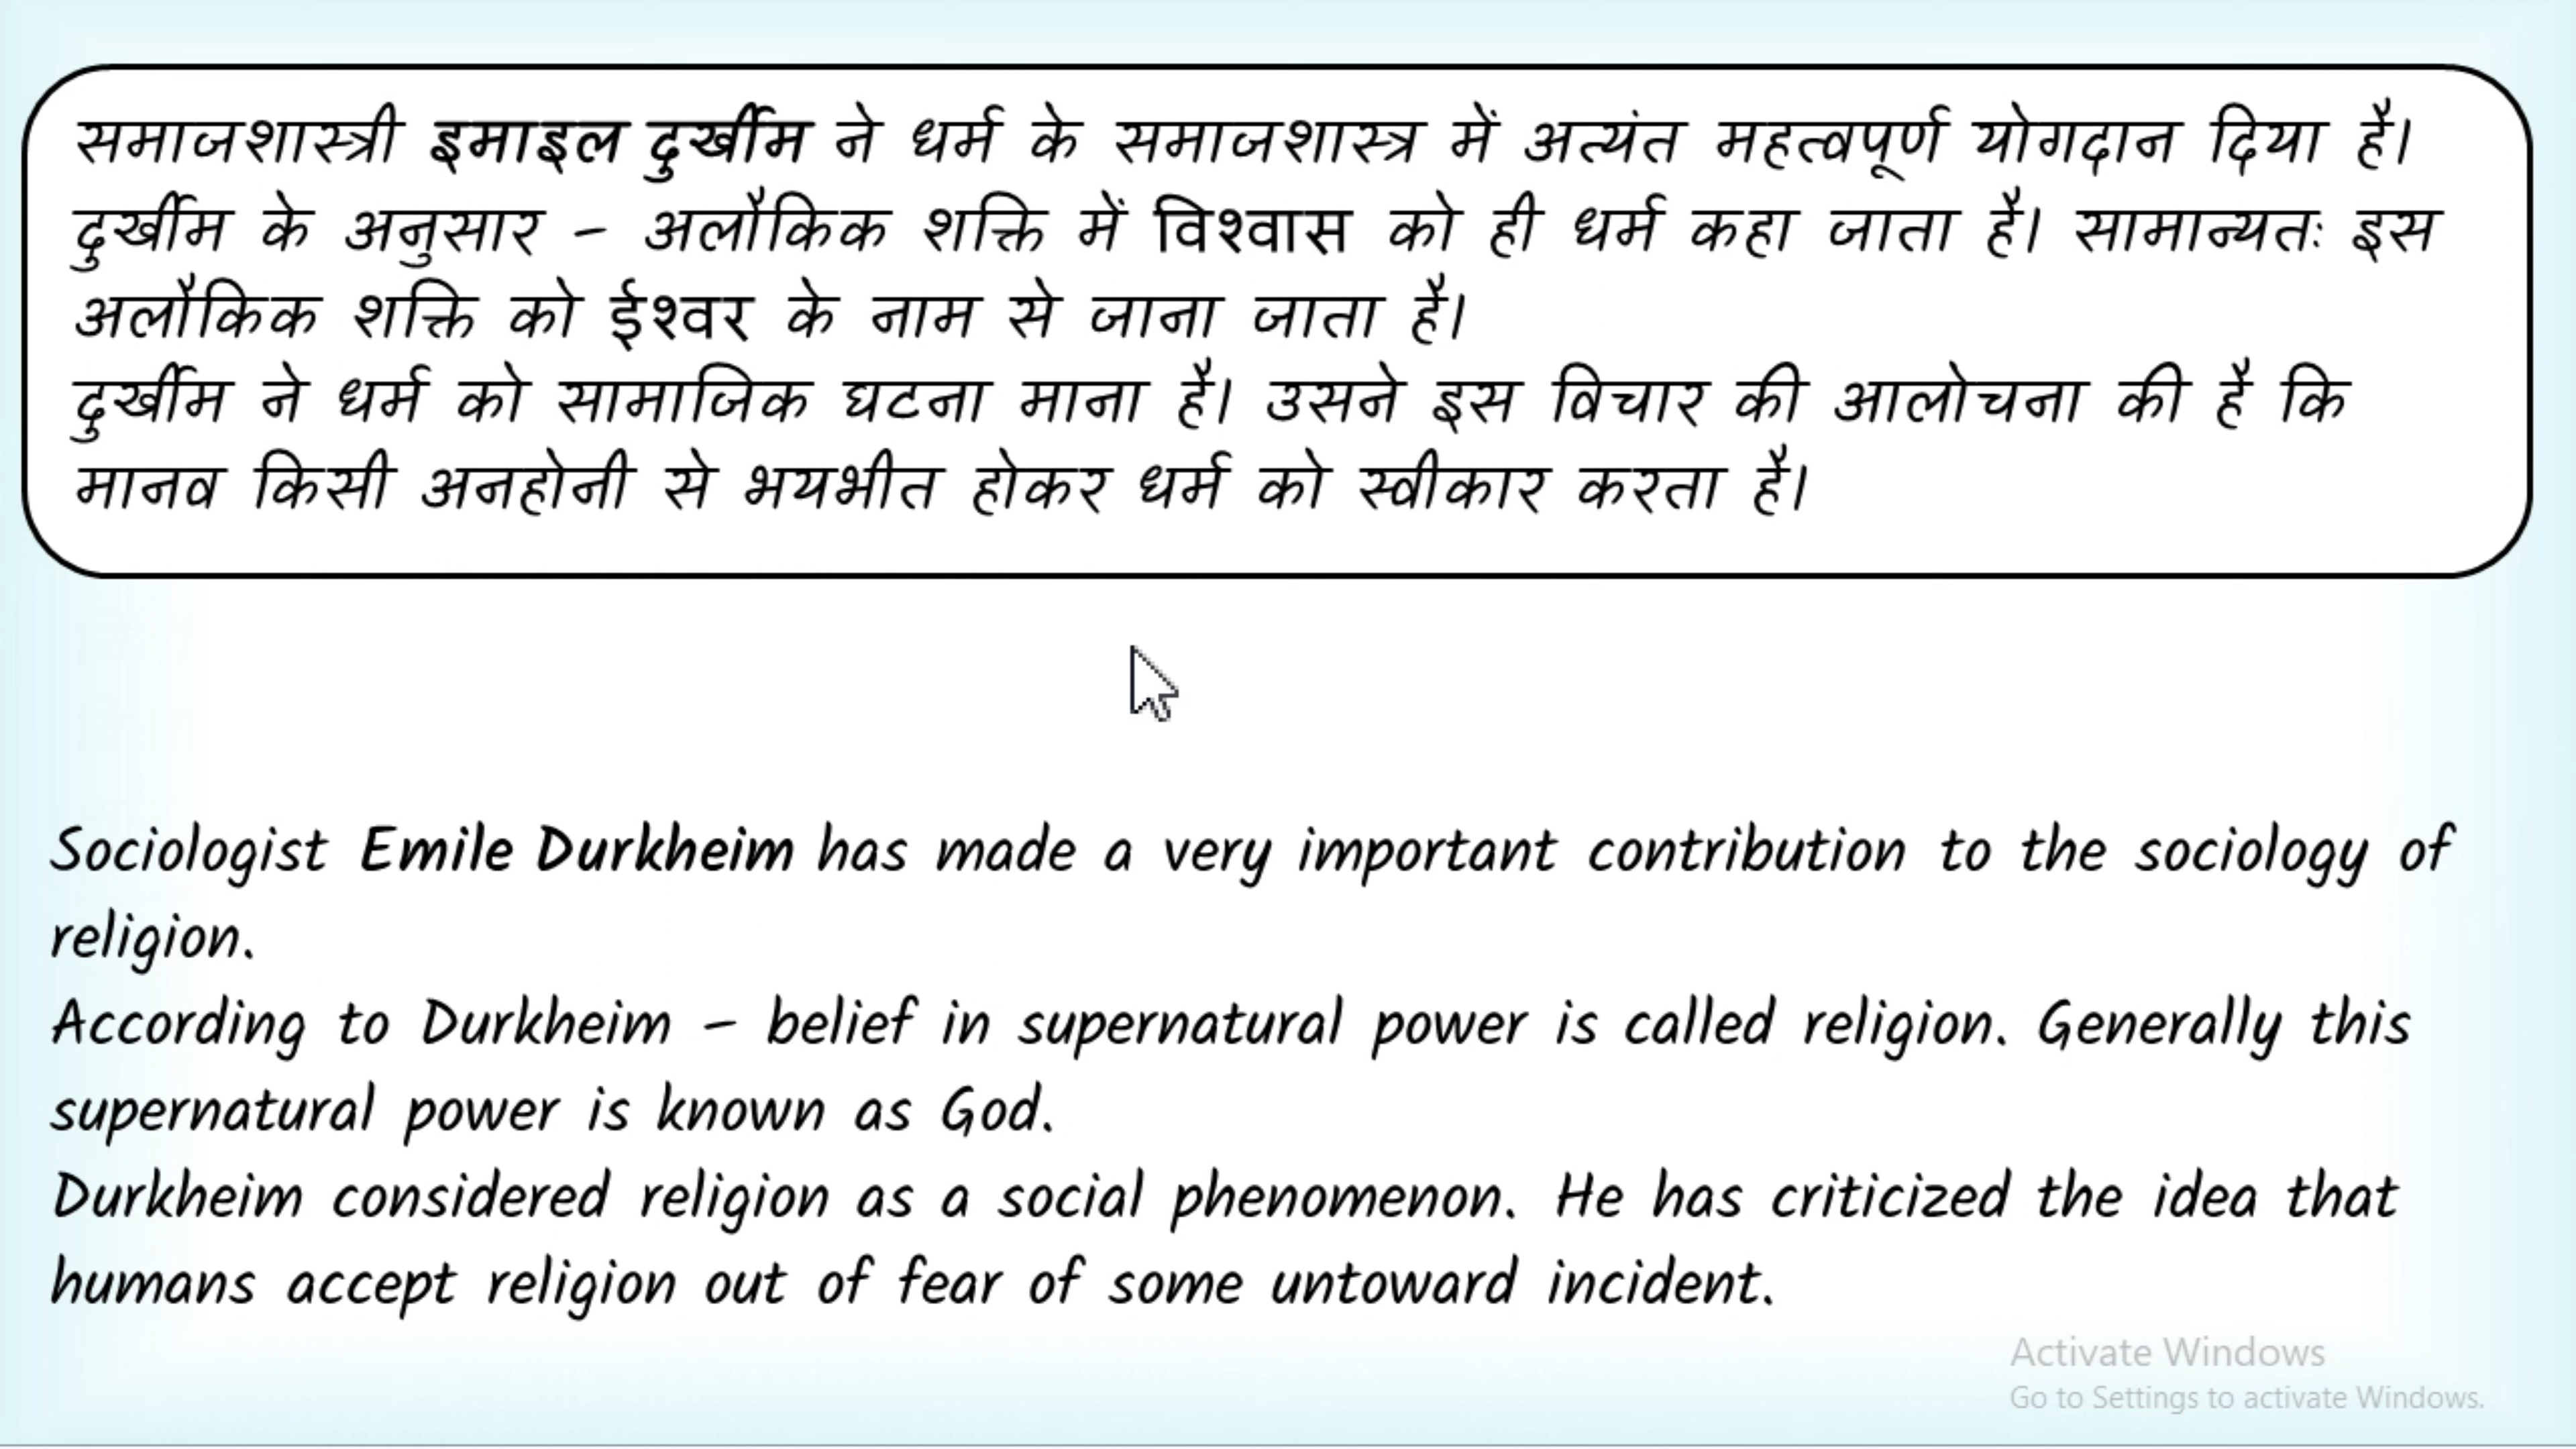 समाजशास्त्री इमाइल दुर्खीम ने धर्म के समाजशास्त्र में अत्यंत महत्वपूर्ण योगदान दिया है।
दुर्खीम के अनुसार – अलौकिक शक्ति में विश्वास को ही धर्म कहा जाता है। सामान्यतः इस
अलौकिक शक्ति को ईश्वर के नाम से जाना जाता है।
दुर्खीम ने धर्म को सामाजिक घटना माना है। उसने इस विचार की आलोचना की है कि
मानव किसी अनहोनी से भयभीत होकर धर्म को स्वीकार करता है।
Sociologist Emile Durkheim has made a very important contribution to the sociology of
religion.
According to Durkheim – belief in supernatural power is called religion. Generally this
supernatural power is known as God.
Durkheim considered religion as a social phenomenon. He has criticized the idea that
humans accept religion out of fear of some untoward incident.
Activate Windows
Go to Settings to activate Windows.